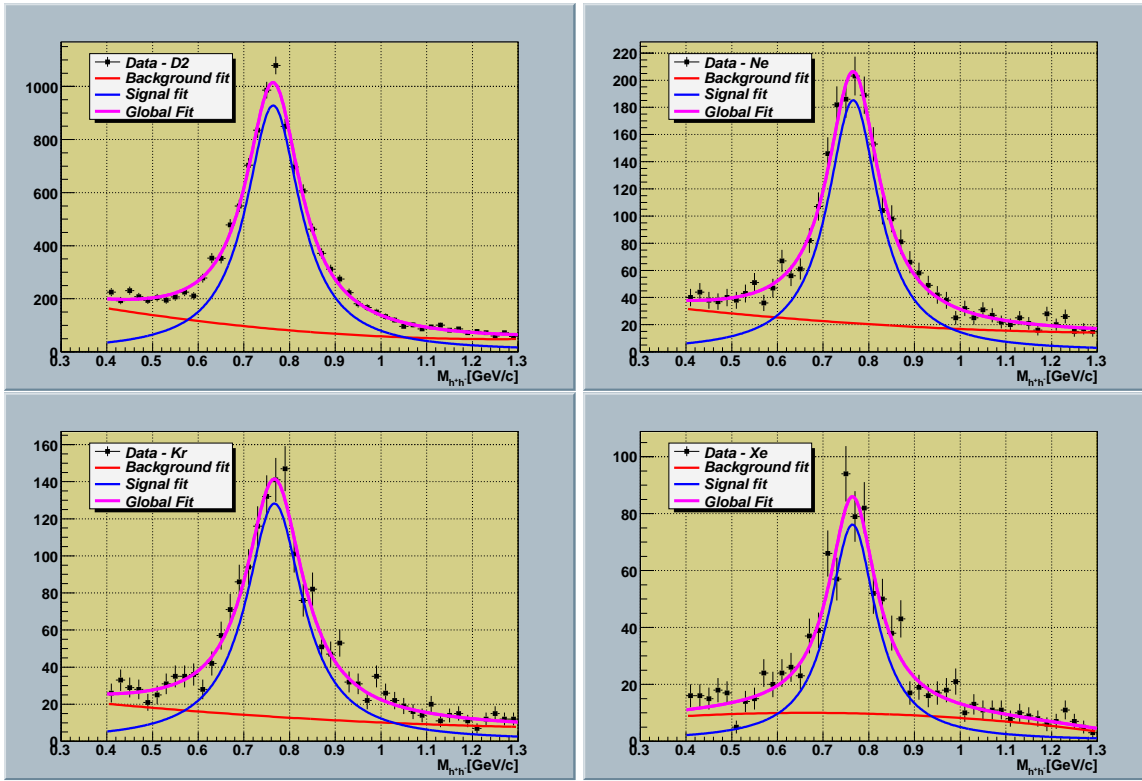 Data - D2
Background fit
Signal fit
Global Fit
1000
800
600
400
200
0
0.3 0.4 0.5 0.6 0.7 0.8 0.9 1 1.1 1.2 1.3
M h+h- [GeV/c]
Data - Ne
Background fit
Signal fit
Global Fit
220
200
180
160
140
120
100
80
60
40
20
0
0.3 0.4 0.5 0.6 0.7 0.8 0.9 1 1.1 1.2 1.3
M h+h- [GeV/c]
Data - Kr
Background fit
Signal fit
Global Fit
160
140
120
100
80
60
40
20
0
0.3 0.4 0.5 0.6 0.7 0.8 0.9 1 1.1 1.2 1.3
M h+h- [GeV/c]
Data - Xe
Background fit
Signal fit
Global Fit
100
80
60
40
20
0
0.3 0.4 0.5 0.6 0.7 0.8 0.9 1 1.1 1.2 1.3
M h+h- [GeV/c]